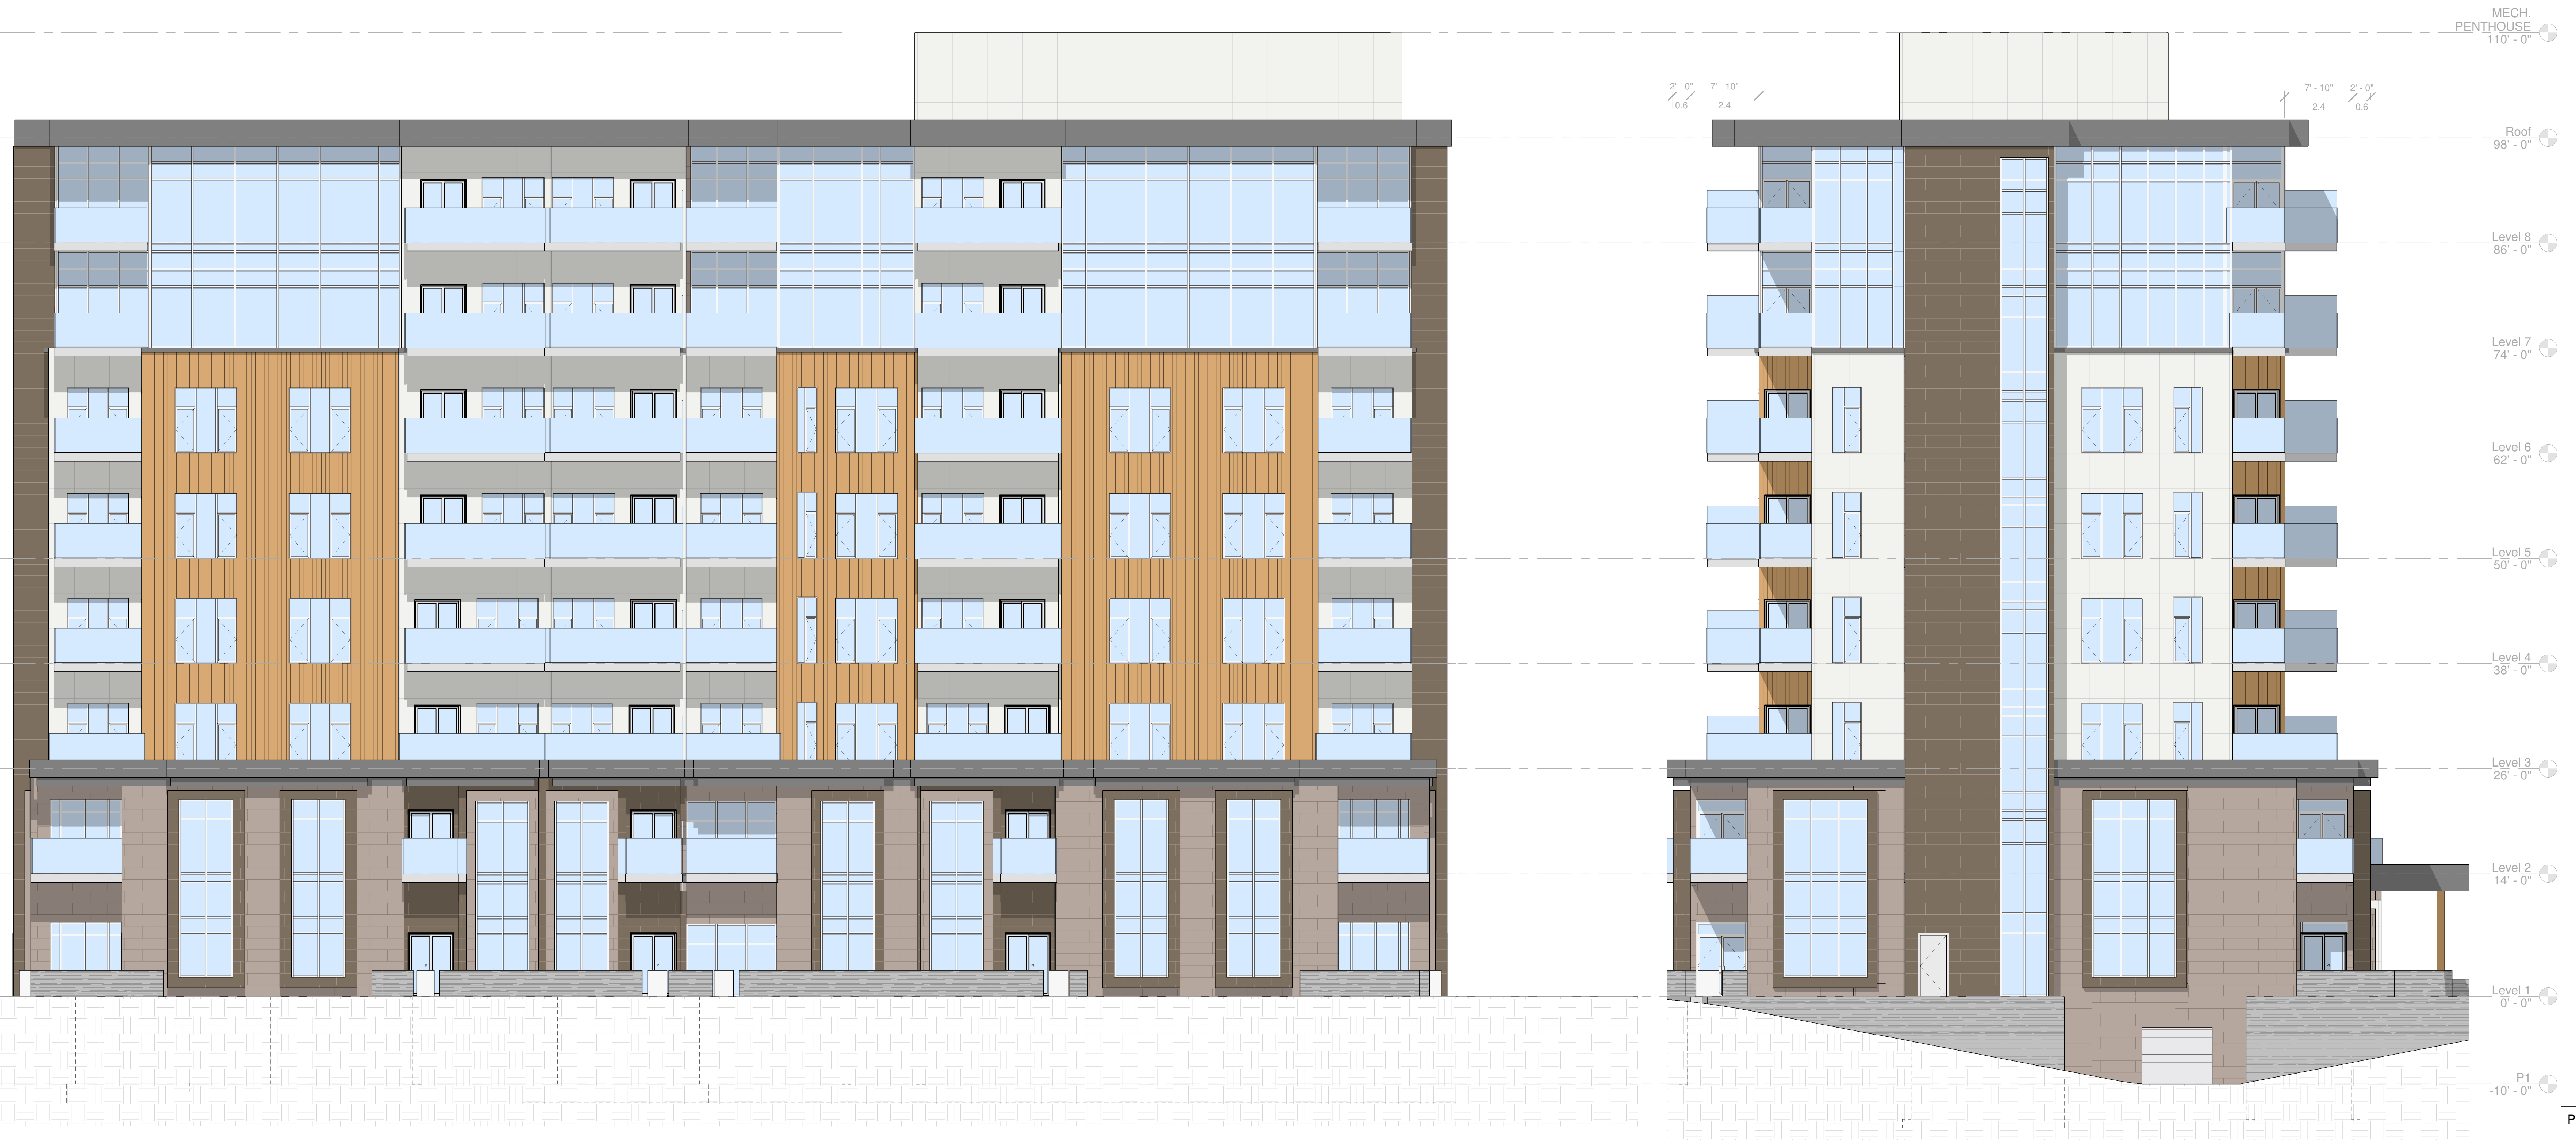 MECH.
PENTHOUSE
110' - 0"
2' - 0"
7' - 10"
0.6
2.4
7' - 10"
2' - 0"
2.4
0.6
Roof
98' - 0"
Level 8
86' - 0"
Level 7
74' - 0"
Level 6
62' - 0"
Level 5
50' - 0"
Level 4
38' - 0"
Level 3
26' - 0"
Level 2
14' - 0"
Level 1
0' - 0"
P1
-10' - 0"
P